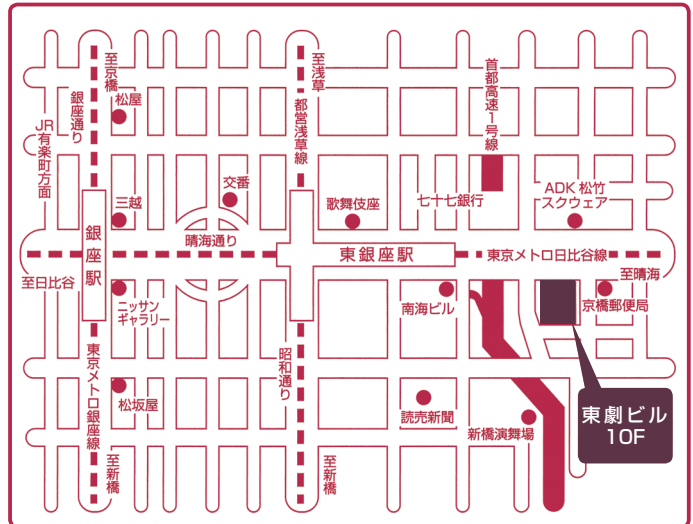 至京橋
銀座通り
松屋
JR有楽町方面
至浅草
都営浅草線
首都高速1号線
三越
交番
歌舞伎座
七十七銀行
ADK 松竹
スクウェア
銀座駅
晴海通り
東銀座駅
東京メトロ日比谷線
至日比谷
至晴海
ニッサン
ギャラリー
南海ビル
京橋郵便局
東京メトロ銀座線
昭和通り
松坂屋
読売新聞
新橋演舞場
東劇ビル
10F
至新橋
至新橋